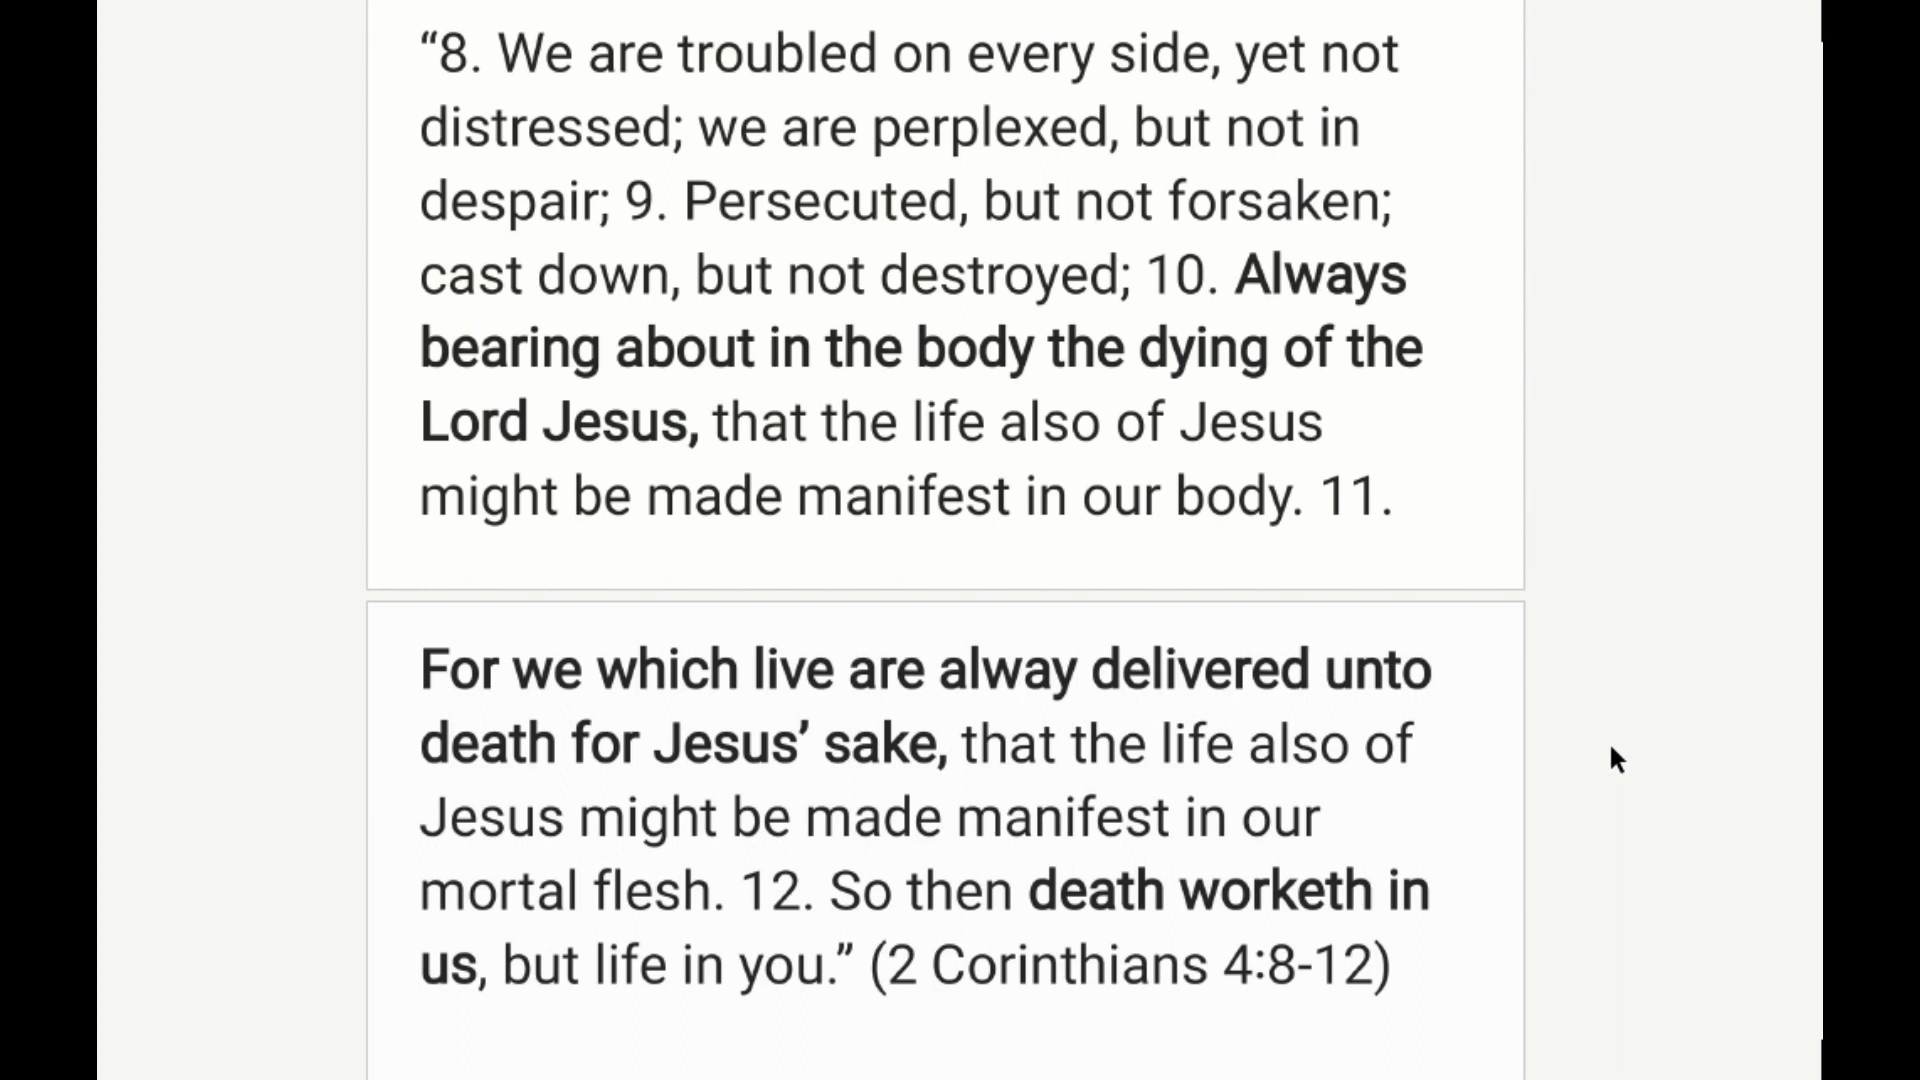 “8. We are troubled on every side, yet not
distressed; we are perplexed, but not in
despair; 9. Persecuted, but not forsaken;
cast down, but not destroyed; 10. Always
bearing about in the body the dying of the
Lord Jesus, that the life also of Jesus
might be made manifest in our body. 11.
For we which live are alway delivered unto
death for Jesus’ sake, that the life also of
Jesus might be made manifest in our
mortal flesh. 12. So then death worketh in
us, but life in you.” (2 Corinthians 4:8-12)